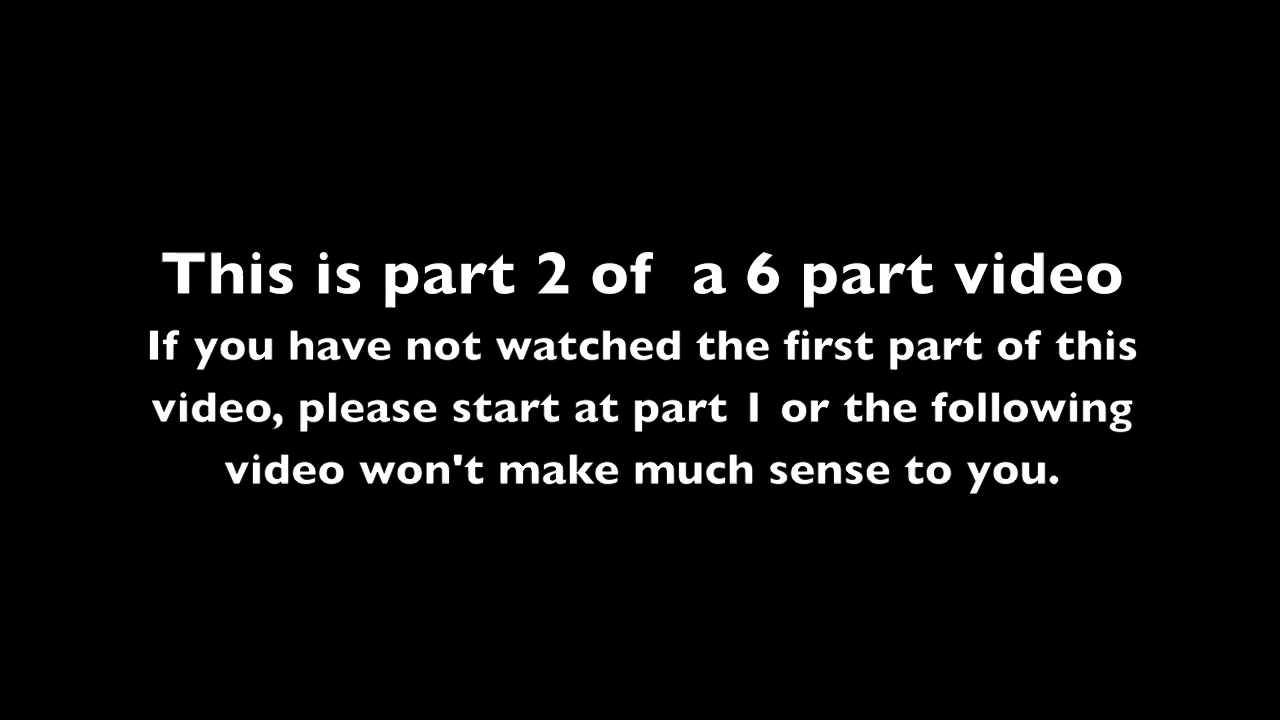 This is part 2 of  a 6 part video
If you have not watched the first part of this
video, please start at part 1 or the following
video won't make much sense to you.